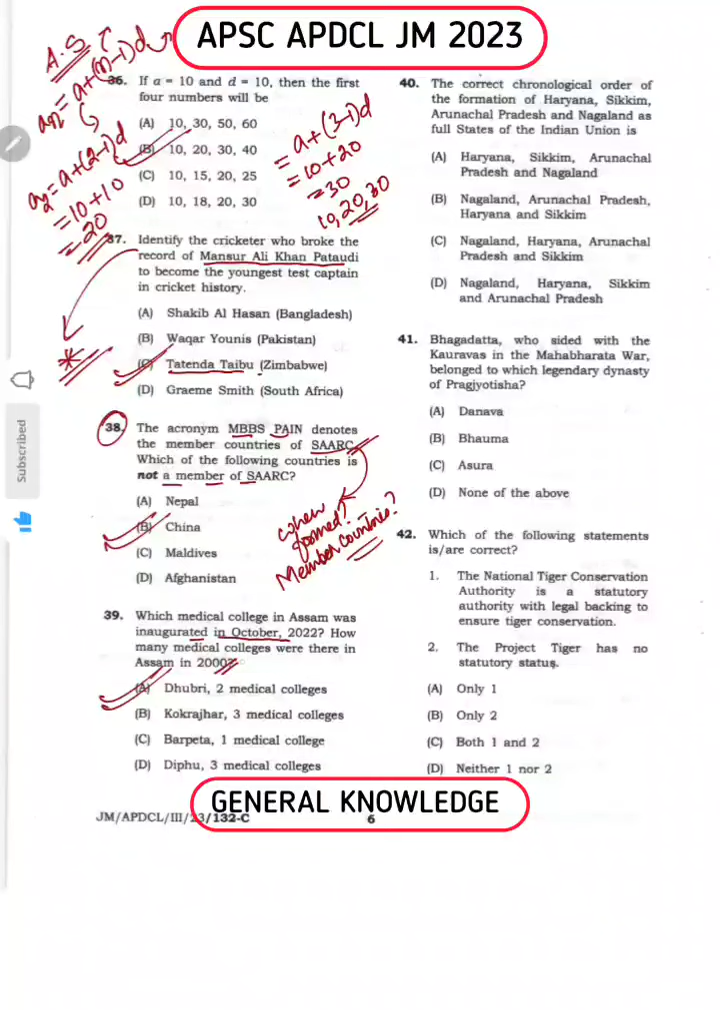 APSC APDCL JM 2023
A.S
an = a+(n-1)d
a2 = a+(2-1)d
= 10+10
= 20
36. If a = 10 and d = 10, then the first
four numbers will be
(A) 10, 30, 50, 60
(B) 10, 20, 30, 40
(C) 10, 15, 20, 25
(D) 10, 18, 20, 30
= a+(3-1)d
= 10+20
= 30
10,20,30
37. Identify the cricketer who broke the
record of Mansur Ali Khan Pataudi
to become the youngest test captain
in cricket history.
(A) Shakib Al Hasan (Bangladesh)
(B) Waqar Younis (Pakistan)
(C) Tatenda Taibu (Zimbabwe)
(D) Graeme Smith (South Africa)
38. The acronym MBBS PAIN denotes
the member countries of SAARC.
Which of the following countries is
not a member of SAARC?
(A) Nepal
(B) China
(C) Maldives
(D) Afghanistan
when
formed?
Member countries?
39. Which medical college in Assam was
inaugurated in October, 2022? How
many medical colleges were there in
Assam in 2000?
(A) Dhubri, 2 medical colleges
(B) Kokrajhar, 3 medical colleges
(C) Barpeta, 1 medical college
(D) Diphu, 3 medical colleges
40. The correct chronological order of
the formation of Haryana, Sikkim,
Arunachal Pradesh and Nagaland as
full States of the Indian Union is
(A) Haryana, Sikkim, Arunachal
Pradesh and Nagaland
(B) Nagaland, Arunachal Pradesh,
Haryana and Sikkim
(C) Nagaland, Haryana, Arunachal
Pradesh and Sikkim
(D) Nagaland, Haryana, Sikkim
and Arunachal Pradesh
41. Bhagadatta, who sided with the
Kauravas in the Mahabharata War,
belonged to which legendary dynasty
of Pragjyotisha?
(A) Danava
(B) Bhauma
(C) Asura
(D) None of the above
42. Which of the following statements
is/are correct?
1. The National Tiger Conservation
Authority is a statutory
authority with legal backing to
ensure tiger conservation.
2. The Project Tiger has no
statutory status.
(A) Only 1
(B) Only 2
(C) Both 1 and 2
(D) Neither 1 nor 2
Subscribed
GENERAL KNOWLEDGE
JM/APDCL/III/23/132-C 6